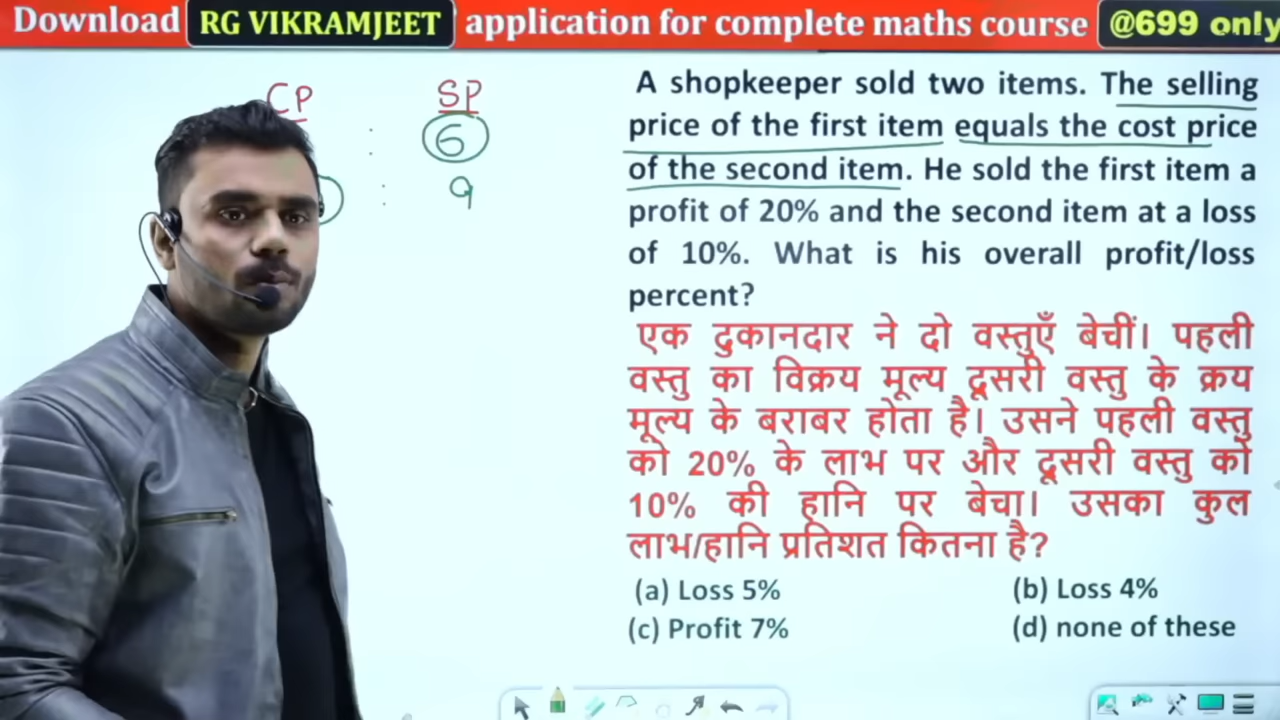 Download RG VIKRAMJEET application for complete maths course @699 only
CP SP
: 6
: 9
A shopkeeper sold two items. The selling
price of the first item equals the cost price
of the second item. He sold the first item a
profit of 20% and the second item at a loss
of 10%. What is his overall profit/loss
percent?
एक दुकानदार ने दो वस्तुएँ बेचीं। पहली
वस्तु का विक्रय मूल्य दूसरी वस्तु के क्रय
मूल्य के बराबर होता है। उसने पहली वस्तु
को 20% के लाभ पर और दूसरी वस्तु को
10% की हानि पर बेचा। उसका कुल
लाभ/हानि प्रतिशत कितना है?
(a) Loss 5% (b) Loss 4%
(c) Profit 7% (d) none of these